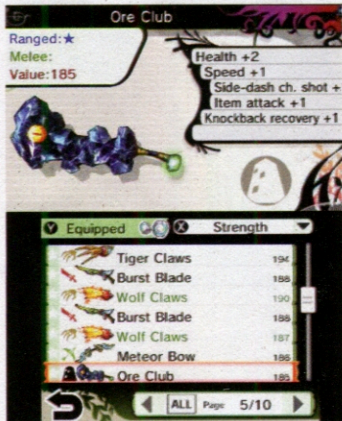 Ore Club
Ranged:★
Melee:
Value:185
Health +2
Speed +1
Side-dash ch. shot +
Item attack +1
Knockback recovery +1
Y Equipped X Strength
Tiger Claws 194
Burst Blade 188
Wolf Claws 190
Burst Blade 188
Wolf Claws 187
Meteor Bow 186
Ore Club 185
ALL Page 5/10